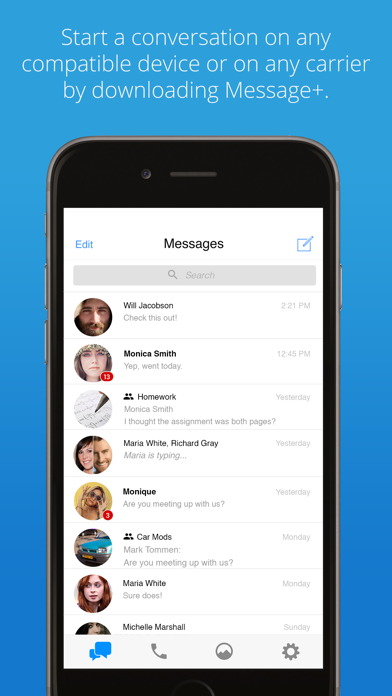 Start a conversation on any
compatible device or on any carrier
by downloading Message+.
Edit
Messages
Search
Will Jacobson
2:21 PM
Check this out!
Monica Smith
12:45 PM
Yep, went today.
13
Homework
Yesterday
Monica Smith
I thought the assignment was both pages?
Maria White, Richard Gray
Yesterday
Maria is typing...
Monique
Yesterday
Are you meeting up with us?
3
Car Mods
Monday
Mark Tommen:
Are you meeting up with us?
Maria White
Monday
Sure does!
Michelle Marshall
Sunday